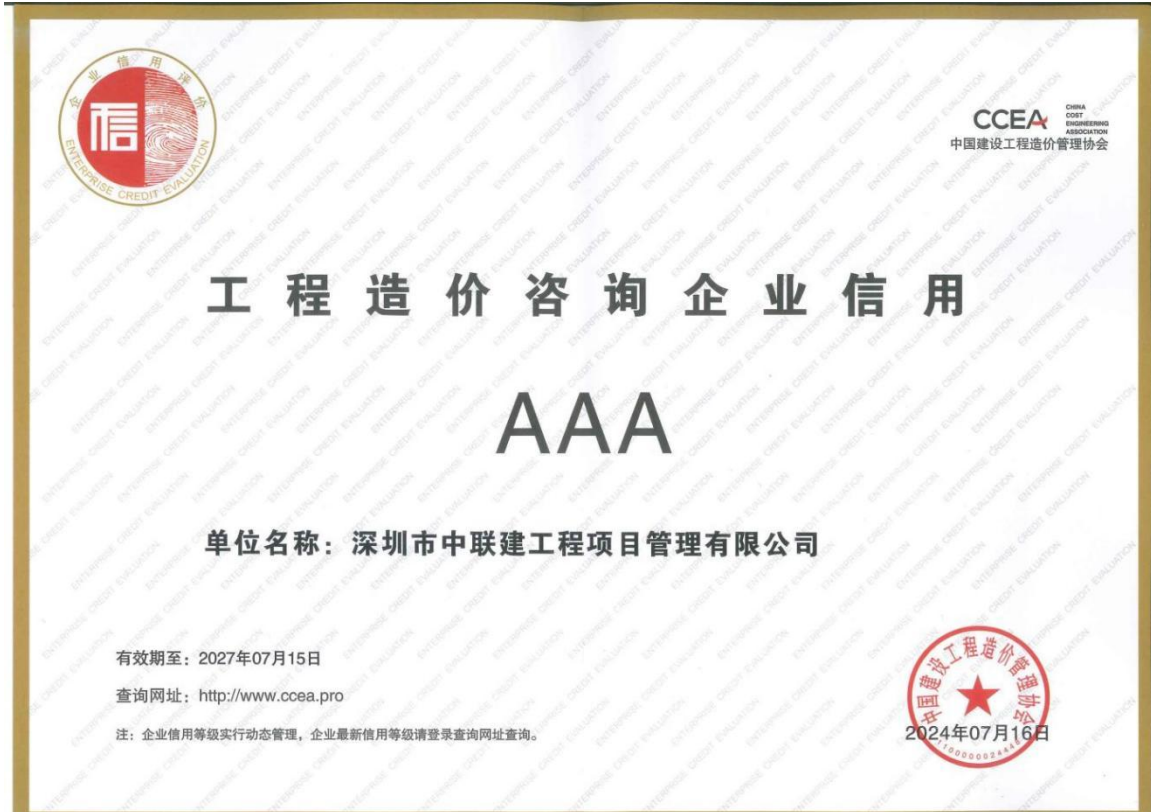 企业信用评价
信
ENTERPRISE CREDIT EVALUATION
CCEA
CHINA
COST
ENGINEERING
ASSOCIATION
中国建设工程造价管理协会
工程造价咨询企业信用
AAA
单位名称：深圳市中联建工程项目管理有限公司
有效期至：2027年07月15日
查询网址：http://www.ccea.pro
注：企业信用等级实行动态管理，企业最新信用等级请登录查询网址查询。
中国建设工程造价管理协会
2024年07月16日